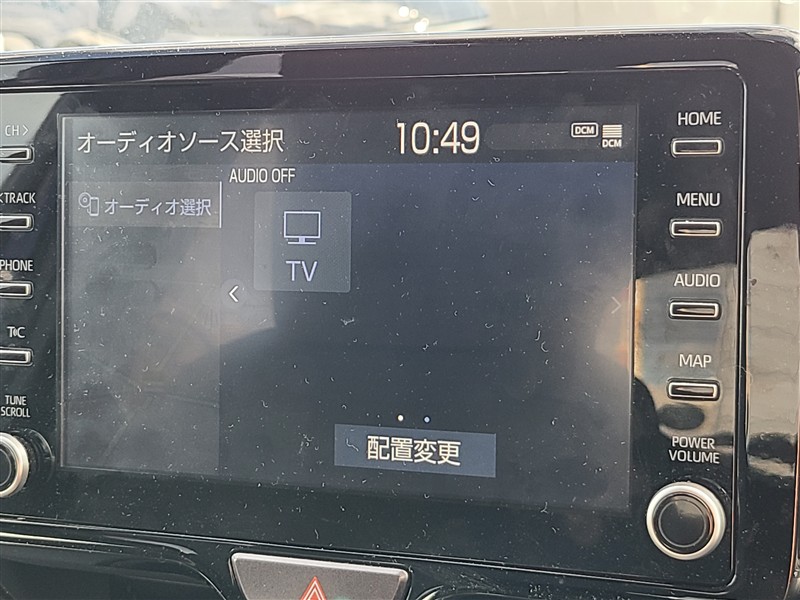 オーディオソース選択
10:49
DCM
DCM
AUDIO OFF
オーディオ選択
TV
配置変更
CH>
TRACK
PHONE
T C
TUNE
SCROLL
HOME
MENU
AUDIO
MAP
POWER
VOLUME